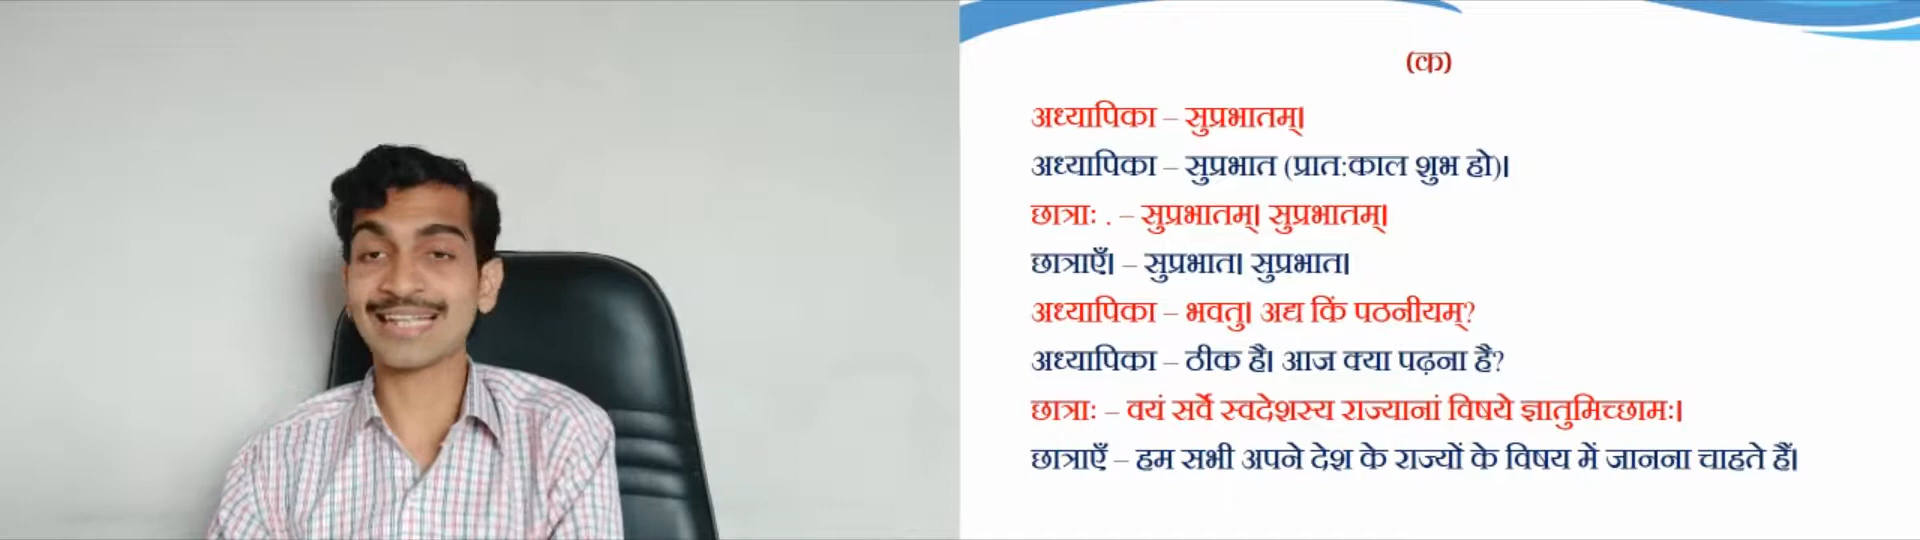 (क)
अध्यापिका – सुप्रभातम्।
अध्यापिका – सुप्रभात (प्रात:काल शुभ हो)।
छात्रा: . – सुप्रभातम्। सुप्रभातम्।
छात्राएँ। – सुप्रभात। सुप्रभात।
अध्यापिका – भवतु। अद्य किं पठनीयम्?
अध्यापिका – ठीक है। आज क्या पढ़ना है?
छात्रा: – वयं सर्वे स्वदेशस्य राज्यानां विषये ज्ञातुमिच्छाम:।
छात्राएँ – हम सभी अपने देश के राज्यों के विषय में जानना चाहते हैं।